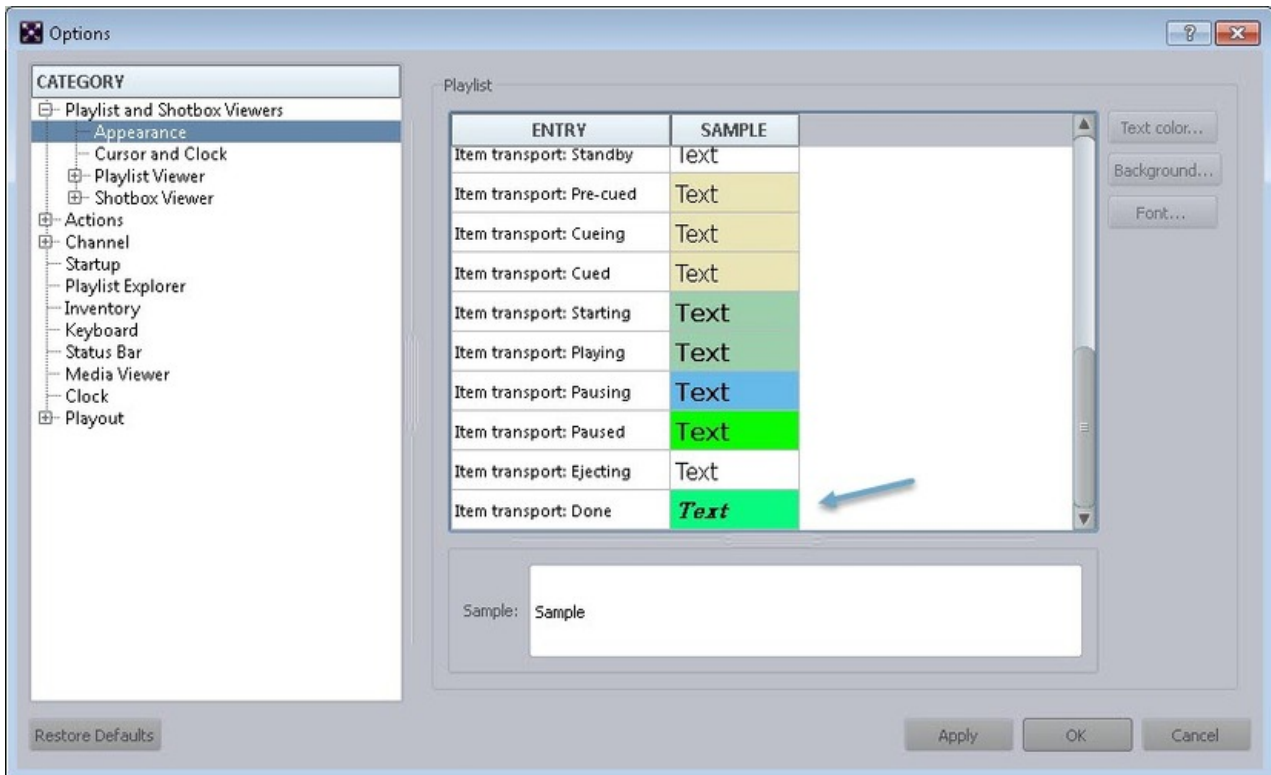 Options
CATEGORY
Playlist and Shotbox Viewers
Appearance
Cursor and Clock
Playlist Viewer
Shotbox Viewer
Actions
Channel
Startup
Playlist Explorer
Inventory
Keyboard
Status Bar
Media Viewer
Clock
Playout
Playlist
ENTRY SAMPLE
Item transport: Standby Text
Item transport: Pre-cued Text
Item transport: Cueing Text
Item transport: Cued Text
Item transport: Starting Text
Item transport: Playing Text
Item transport: Pausing Text
Item transport: Paused Text
Item transport: Ejecting Text
Item transport: Done Text
Text color...
Background...
Font...
Sample: Sample
Restore Defaults
Apply
OK
Cancel